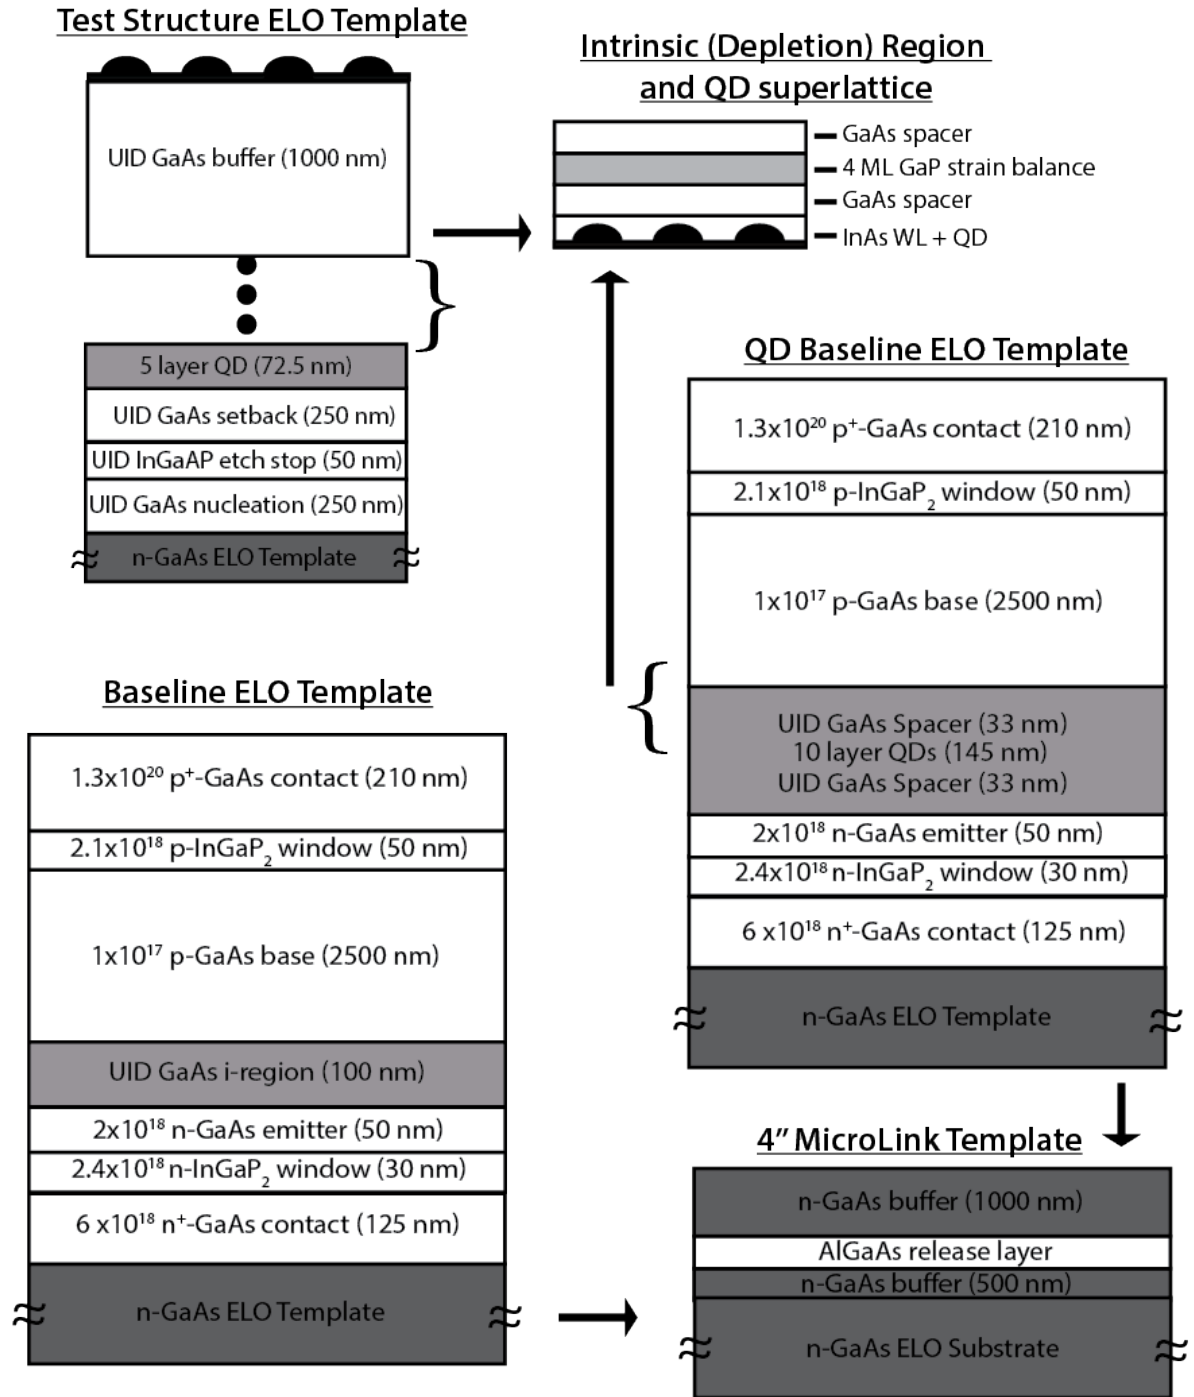 Test Structure ELO Template
UID GaAs buffer (1000 nm)
5 layer QD (72.5 nm)
UID GaAs setback (250 nm)
UID InGaAP etch stop (50 nm)
UID GaAs nucleation (250 nm)
n-GaAs ELO Template
Intrinsic (Depletion) Region
and QD superlattice
GaAs spacer
4 ML GaP strain balance
GaAs spacer
InAs WL + QD
QD Baseline ELO Template
1.3x10²⁰ p⁺-GaAs contact (210 nm)
2.1x10¹⁸ p-InGaP₂ window (50 nm)
1x10¹⁷ p-GaAs base (2500 nm)
UID GaAs Spacer (33 nm)
10 layer QDs (145 nm)
UID GaAs Spacer (33 nm)
2x10¹⁸ n-GaAs emitter (50 nm)
2.4x10¹⁸ n-InGaP₂ window (30 nm)
6 x10¹⁸ n⁺-GaAs contact (125 nm)
n-GaAs ELO Template
Baseline ELO Template
1.3x10²⁰ p⁺-GaAs contact (210 nm)
2.1x10¹⁸ p-InGaP₂ window (50 nm)
1x10¹⁷ p-GaAs base (2500 nm)
UID GaAs i-region (100 nm)
2x10¹⁸ n-GaAs emitter (50 nm)
2.4x10¹⁸ n-InGaP₂ window (30 nm)
6 x10¹⁸ n⁺-GaAs contact (125 nm)
n-GaAs ELO Template
4” MicroLink Template
n-GaAs buffer (1000 nm)
AlGaAs release layer
n-GaAs buffer (500 nm)
n-GaAs ELO Substrate